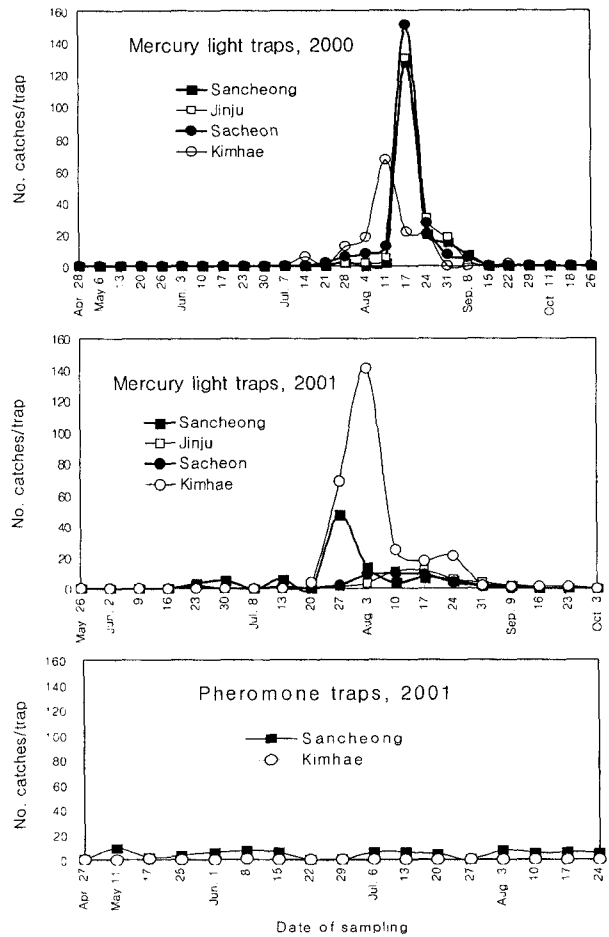 Mercury light traps, 2000
Sancheong
Jinju
Sacheon
Kimhae
No. catches/trap
160
140
120
100
80
60
40
20
0
Apr 28
May 6
13
20
26
Jun. 3
10
17
23
30
Jul. 7
14
21
29
Aug 4
11
17
24
31
Sep. 8
15
22
29
Oct 11
18
26
Mercury light traps, 2001
Sancheong
Jinju
Sacheon
Kimhae
No. catches/trap
160
140
120
100
80
60
40
20
0
May 26
Jun. 2
9
16
23
30
Jul. 8
13
20
27
Aug 3
10
17
24
31
Sep 9
16
23
Oct 3
Pheromone traps, 2001
Sancheong
Kimhae
No. catches/trap
160
140
120
100
80
60
40
20
0
Apr 27
May 11
17
25
Jun. 1
8
15
22
29
Jul. 6
13
20
27
Aug 3
10
17
24
Date of sampling